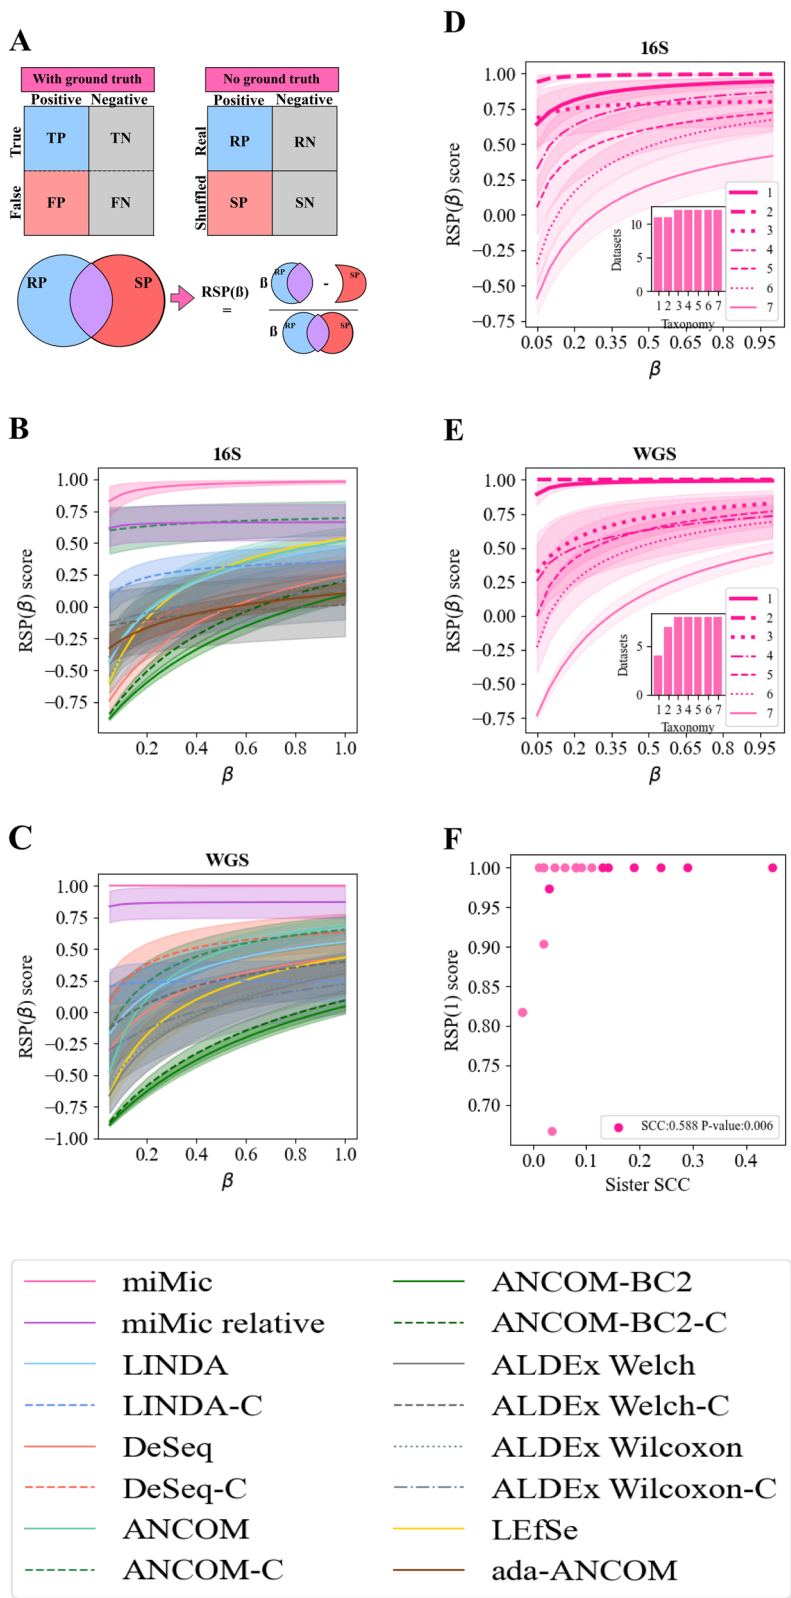 A
With ground truth
No ground truth
Positive Negative
Positive Negative
True
TP
TN
Real
RP
RN
False
FP
FN
Shuffled
SP
SN
RP
SP
RSP(ß)
=
ß
RP
-
SP
ß
RP
SP
D
16S
RSP(β) score
1.00
0.75
0.50
0.25
0.00
−0.25
−0.50
−0.75
Datasets
10
0
1 2 3 4 5 6 7
Taxonomy
1
2
3
4
5
6
7
0.05 0.2 0.35 0.5 0.65 0.8 0.95
β
B
16S
RSP(β) score
1.00
0.75
0.50
0.25
0.00
−0.25
−0.50
−0.75
0.2 0.4 0.6 0.8 1.0
β
E
WGS
RSP(β) score
1.00
0.75
0.50
0.25
0.00
−0.25
−0.50
−0.75
Datasets
5
0
1 2 3 4 5 6 7
Taxonomy
1
2
3
4
5
6
7
0.05 0.2 0.35 0.5 0.65 0.8 0.95
β
C
WGS
RSP(β) score
1.00
0.75
0.50
0.25
0.00
−0.25
−0.50
−0.75
−1.00
0.2 0.4 0.6 0.8 1.0
β
F
RSP(1) score
1.00
0.95
0.90
0.85
0.80
0.75
0.70
SCC:0.588 P-value:0.006
0.0 0.1 0.2 0.3 0.4
Sister SCC
miMic
miMic relative
LINDA
LINDA-C
DeSeq
DeSeq-C
ANCOM
ANCOM-C
ANCOM-BC2
ANCOM-BC2-C
ALDEx Welch
ALDEx Welch-C
ALDEx Wilcoxon
ALDEx Wilcoxon-C
LEfSe
ada-ANCOM